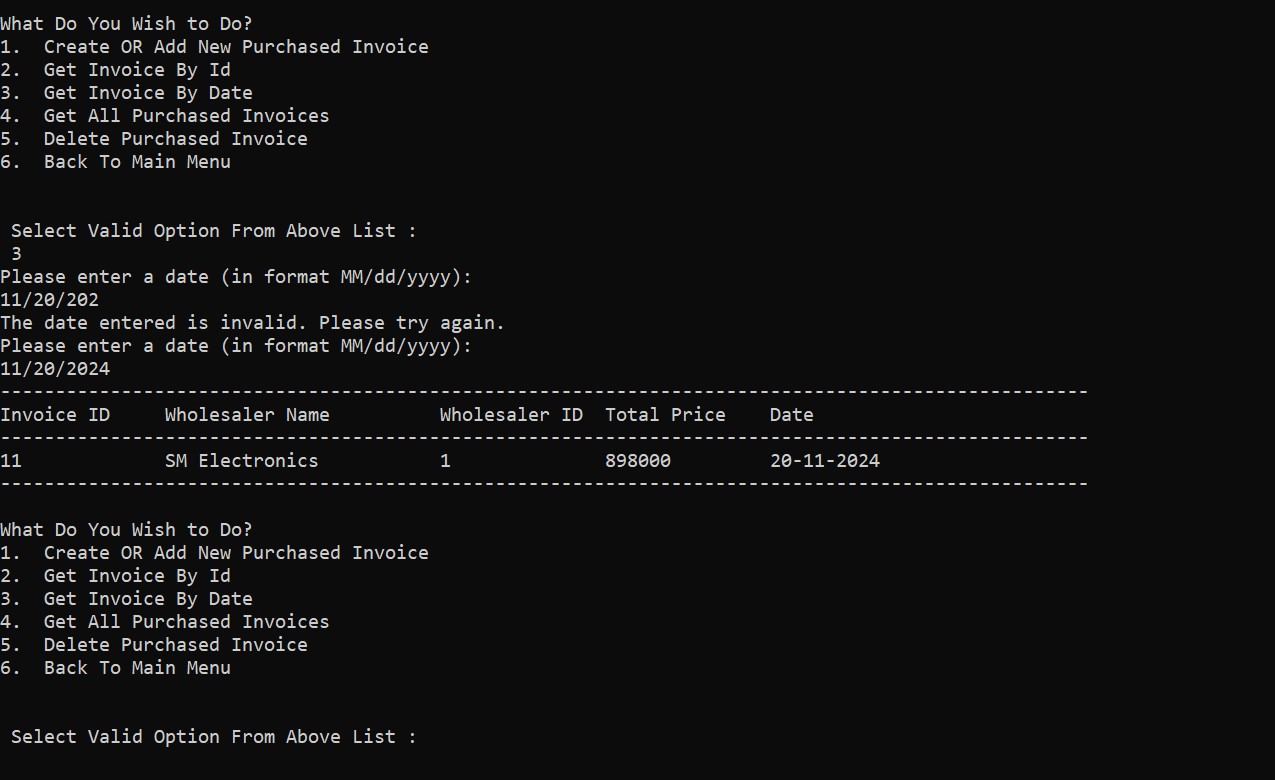 What Do You Wish to Do?
1.  Create OR Add New Purchased Invoice
2.  Get Invoice By Id
3.  Get Invoice By Date
4.  Get All Purchased Invoices
5.  Delete Purchased Invoice
6.  Back To Main Menu
 Select Valid Option From Above List :
 3
Please enter a date (in format MM/dd/yyyy):
11/20/202
The date entered is invalid. Please try again.
Please enter a date (in format MM/dd/yyyy):
11/20/2024
---------------------------------------------------------------------------------------------------
Invoice ID     Wholesaler Name          Wholesaler ID  Total Price    Date
---------------------------------------------------------------------------------------------------
11             SM Electronics           1              898000         20-11-2024
---------------------------------------------------------------------------------------------------
What Do You Wish to Do?
1.  Create OR Add New Purchased Invoice
2.  Get Invoice By Id
3.  Get Invoice By Date
4.  Get All Purchased Invoices
5.  Delete Purchased Invoice
6.  Back To Main Menu
 Select Valid Option From Above List :